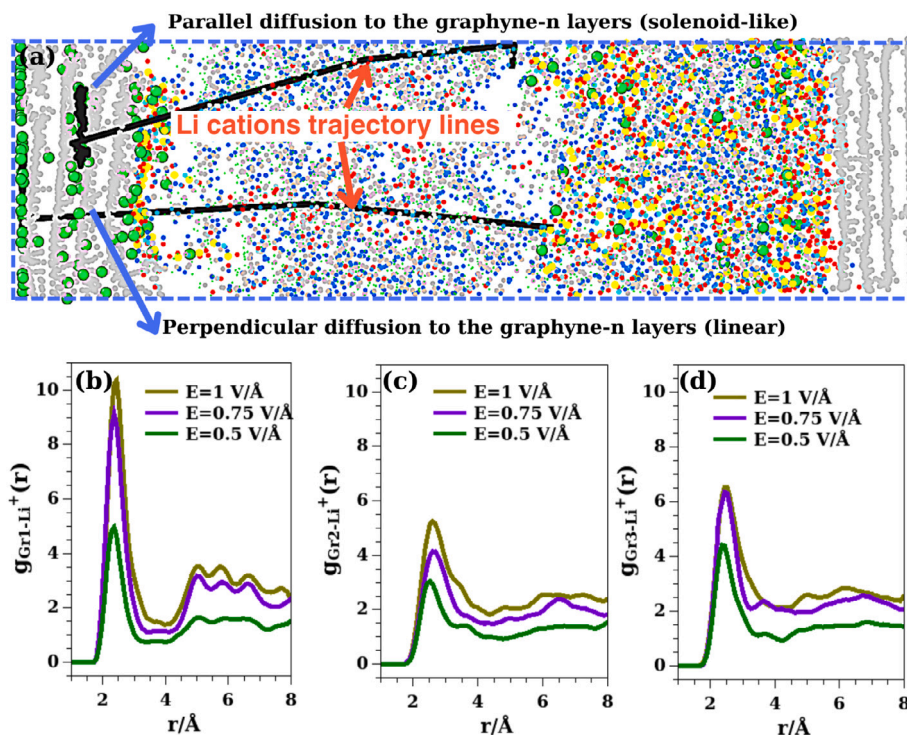 Parallel diffusion to the graphyne-n layers (solenoid-like)
(a)
Li cations trajectory lines
Perpendicular diffusion to the graphyne-n layers (linear)
(b)
E=1 V/Å
E=0.75 V/Å
E=0.5 V/Å
gGr1-Li+(r)
10
8
6
4
2
0
2 4 6 8
r/Å
(c)
E=1 V/Å
E=0.75 V/Å
E=0.5 V/Å
gGr2-Li+(r)
8
6
4
2
0
2 4 6 8
r/Å
(d)
E=1 V/Å
E=0.75 V/Å
E=0.5 V/Å
gGr3-Li+(r)
8
6
4
2
0
2 4 6 8
r/Å